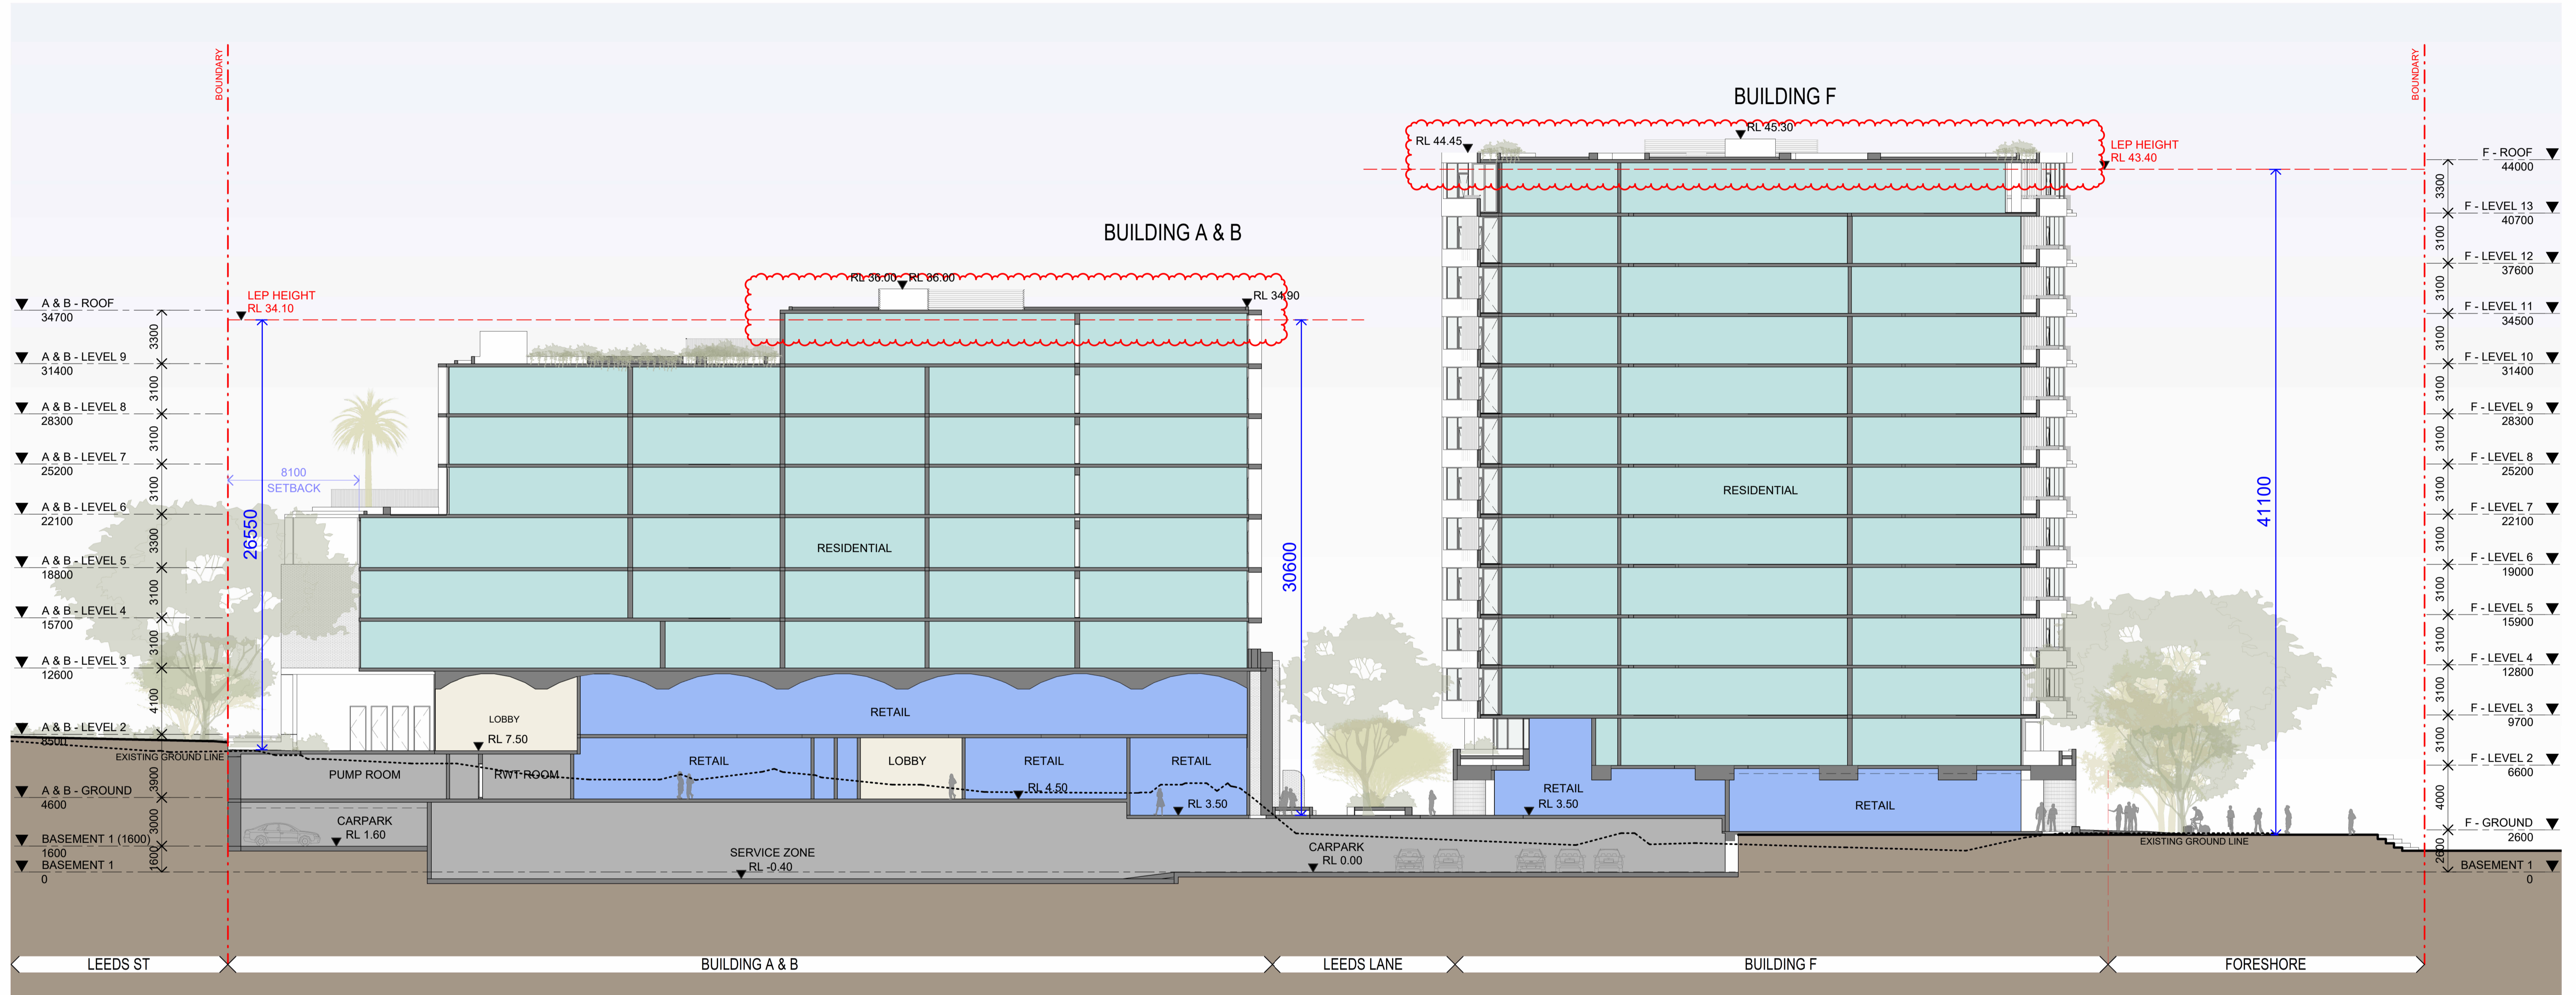 BOUNDARY
BOUNDARY
BUILDING F
RL 45.30
RL 44.45
LEP HEIGHT
RL 43.40
BUILDING A & B
RL 36.00
RL 36.00
RL 34.90
LEP HEIGHT
RL 34.10
A & B - ROOF
34700
3300
A & B - LEVEL 9
31400
3100
A & B - LEVEL 8
28300
3100
A & B - LEVEL 7
25200
3100
A & B - LEVEL 6
22100
3300
A & B - LEVEL 5
18800
3100
A & B - LEVEL 4
15700
3100
A & B - LEVEL 3
12600
4100
A & B - LEVEL 2
8500
EXISTING GROUND LINE
3900
A & B - GROUND
4600
3000
BASEMENT 1 (1600)
1600
1600
BASEMENT 1
0
8100
SETBACK
26550
RESIDENTIAL
30600
LOBBY
RL 7.50
RETAIL
PUMP ROOM
RWT ROOM
RETAIL
LOBBY
RETAIL
RL 4.50
RETAIL
RL 3.50
CARPARK
RL 1.60
SERVICE ZONE
RL -0.40
CARPARK
RL 0.00
RESIDENTIAL
RETAIL
RL 3.50
RETAIL
41100
EXISTING GROUND LINE
F - ROOF
44000
3300
F - LEVEL 13
40700
3100
F - LEVEL 12
37600
3100
F - LEVEL 11
34500
3100
F - LEVEL 10
31400
3100
F - LEVEL 9
28300
3100
F - LEVEL 8
25200
3100
F - LEVEL 7
22100
3100
F - LEVEL 6
19000
3100
F - LEVEL 5
15900
3100
F - LEVEL 4
12800
3100
F - LEVEL 3
9700
3100
F - LEVEL 2
6600
4000
F - GROUND
2600
2600
BASEMENT 1
0
LEEDS ST
BUILDING A & B
LEEDS LANE
BUILDING F
FORESHORE